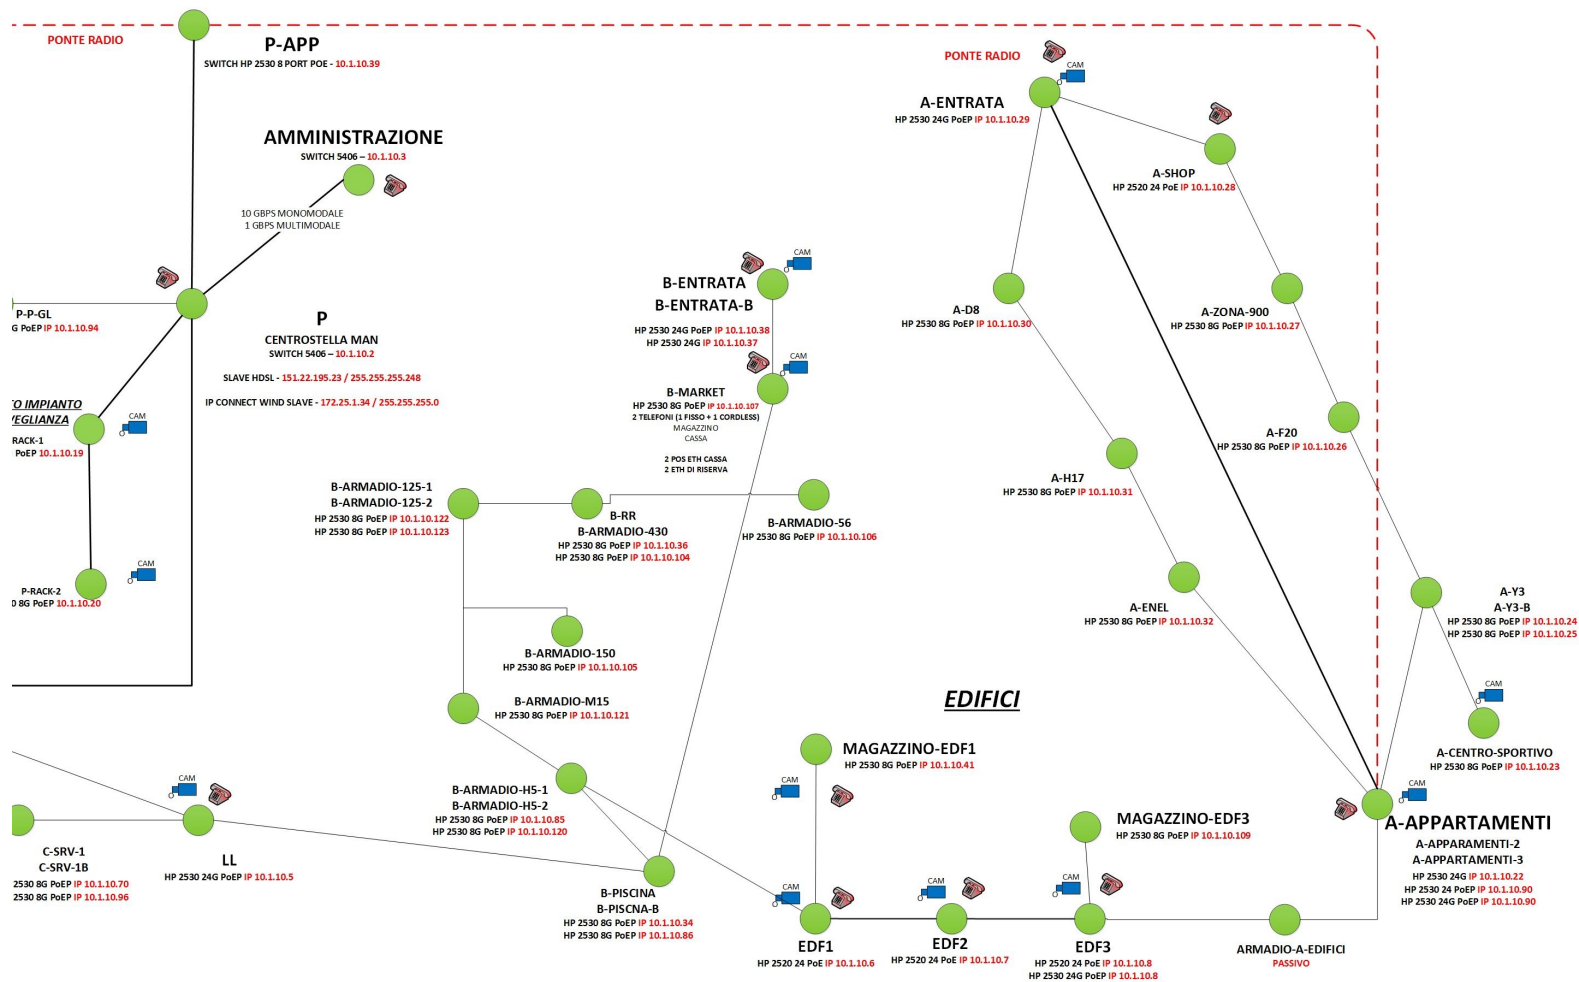 PONTE RADIO
P-APP
SWITCH HP 2530 8 PORT POE - 10.1.10.39
AMMINISTRAZIONE
SWITCH 5406 – 10.1.10.3
10 GBPS MONOMODALE
1 GBPS MULTIMODALE
P-P-GL
G PoEP IP 10.1.10.94
P
CENTROSTELLA MAN
SWITCH 5406 – 10.1.10.2
SLAVE HDSL - 151.22.195.23 / 255.255.255.248
IP CONNECT WIND SLAVE - 172.25.1.34 / 255.255.255.0
O IMPIANTO
VEGLIANZA
CAM
RACK-1
PoEP 10.1.10.19
CAM
P-RACK-2
0 8G PoEP 10.1.10.20
PONTE RADIO
CAM
A-ENTRATA
HP 2530 24G PoEP IP 10.1.10.29
A-SHOP
HP 2520 24 PoE IP 10.1.10.28
A-D8
HP 2530 8G PoEP IP 10.1.10.30
A-ZONA-900
HP 2530 8G PoEP IP 10.1.10.27
A-F20
HP 2530 8G PoEP IP 10.1.10.26
A-H17
HP 2530 8G PoEP IP 10.1.10.31
A-ENEL
HP 2530 8G PoEP IP 10.1.10.32
A-Y3
A-Y3-B
HP 2530 8G PoEP IP 10.1.10.24
HP 2530 8G PoEP IP 10.1.10.25
CAM
A-CENTRO-SPORTIVO
HP 2530 8G PoEP IP 10.1.10.23
CAM
B-ENTRATA
B-ENTRATA-B
HP 2530 24G PoEP IP 10.1.10.38
HP 2530 24G IP 10.1.10.37
CAM
B-MARKET
HP 2530 8G PoEP IP 10.1.10.107
2 TELEFONI (1 FISSO + 1 CORDLESS)
MAGAZZINO
CASSA
2 POS ETH CASSA
2 ETH DI RISERVA
B-ARMADIO-125-1
B-ARMADIO-125-2
HP 2530 8G PoEP IP 10.1.10.122
HP 2530 8G PoEP IP 10.1.10.123
B-RR
B-ARMADIO-430
HP 2530 8G PoEP IP 10.1.10.36
HP 2530 8G PoEP IP 10.1.10.104
B-ARMADIO-56
HP 2530 8G PoEP IP 10.1.10.106
B-ARMADIO-150
HP 2530 8G PoEP IP 10.1.10.105
B-ARMADIO-M15
HP 2530 8G PoEP IP 10.1.10.121
B-ARMADIO-H5-1
B-ARMADIO-H5-2
HP 2530 8G PoEP IP 10.1.10.85
HP 2530 8G PoEP IP 10.1.10.120
CAM
C-SRV-1
C-SRV-1B
2530 8G PoEP IP 10.1.10.70
2530 8G PoEP IP 10.1.10.96
LL
HP 2530 24G PoEP IP 10.1.10.5
B-PISCINA
B-PISCNA-B
HP 2530 8G PoEP IP 10.1.10.34
HP 2530 8G PoEP IP 10.1.10.86
EDIFICI
MAGAZZINO-EDF1
HP 2530 8G PoEP IP 10.1.10.41
CAM
MAGAZZINO-EDF3
HP 2530 8G PoEP IP 10.1.10.109
CAM
EDF1
HP 2520 24 PoE IP 10.1.10.6
CAM
EDF2
HP 2520 24 PoE IP 10.1.10.7
CAM
EDF3
HP 2520 24 PoE IP 10.1.10.8
HP 2530 24G PoEP IP 10.1.10.8
ARMADIO-A-EDIFICI
PASSIVO
CAM
A-APPARTAMENTI
A-APPARAMENTI-2
A-APPARTAMENTI-3
HP 2530 24G IP 10.1.10.22
HP 2530 24 PoEP IP 10.1.10.90
HP 2530 24G PoEP IP 10.1.10.90